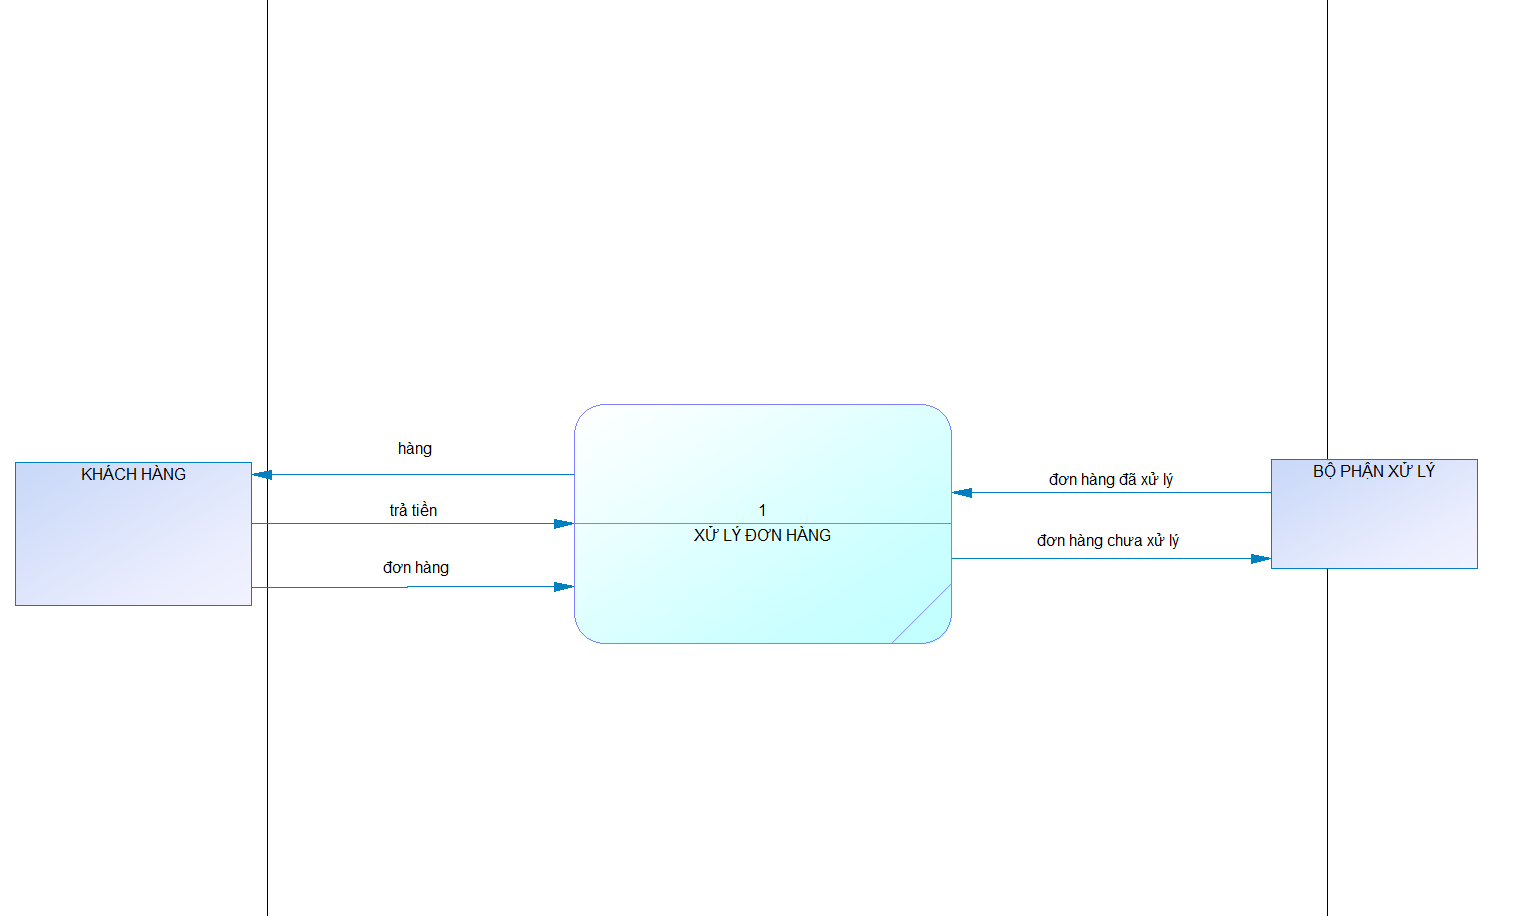 hàng
KHÁCH HÀNG
trả tiền
đơn hàng
1
XỬ LÝ ĐƠN HÀNG
đơn hàng đã xử lý
BỘ PHẬN XỬ LÝ
đơn hàng chưa xử lý